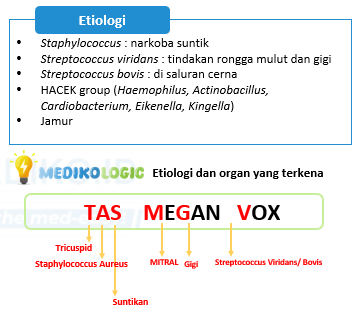 Etiologi
• Staphylococcus : narkoba suntik
• Streptococcus viridans : tindakan rongga mulut dan gigi
• Streptococcus bovis : di saluran cerna
• HACEK group (Haemophilus, Actinobacillus,
Cardiobacterium, Eikenella, Kingella)
• Jamur
MEDIKOLOGIC Etiologi dan organ yang terkena
TAS MEGAN VOX
Tricuspid
Staphylococcus Aureus
MITRAL
Gigi
Streptococcus Viridans/ Bovis
Suntikan